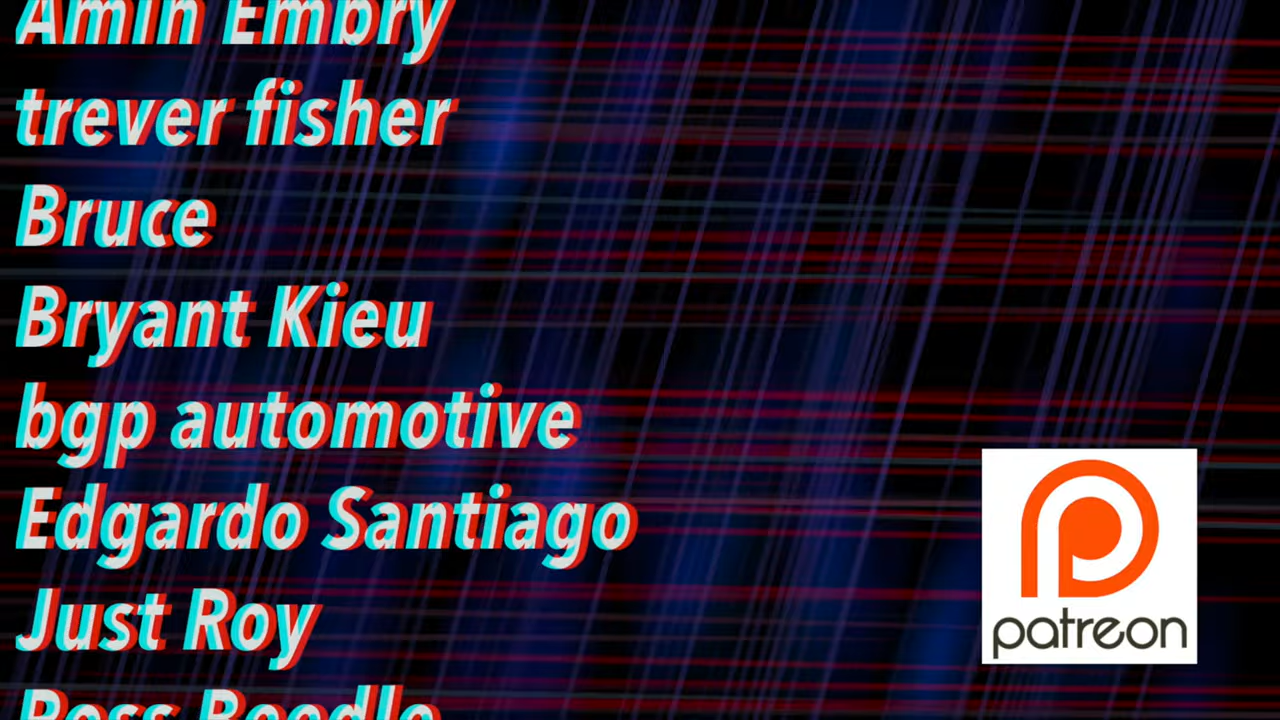 Amin Embry
trever fisher
Bruce
Bryant Kieu
bgp automotive
Edgardo Santiago
Just Roy
patreon